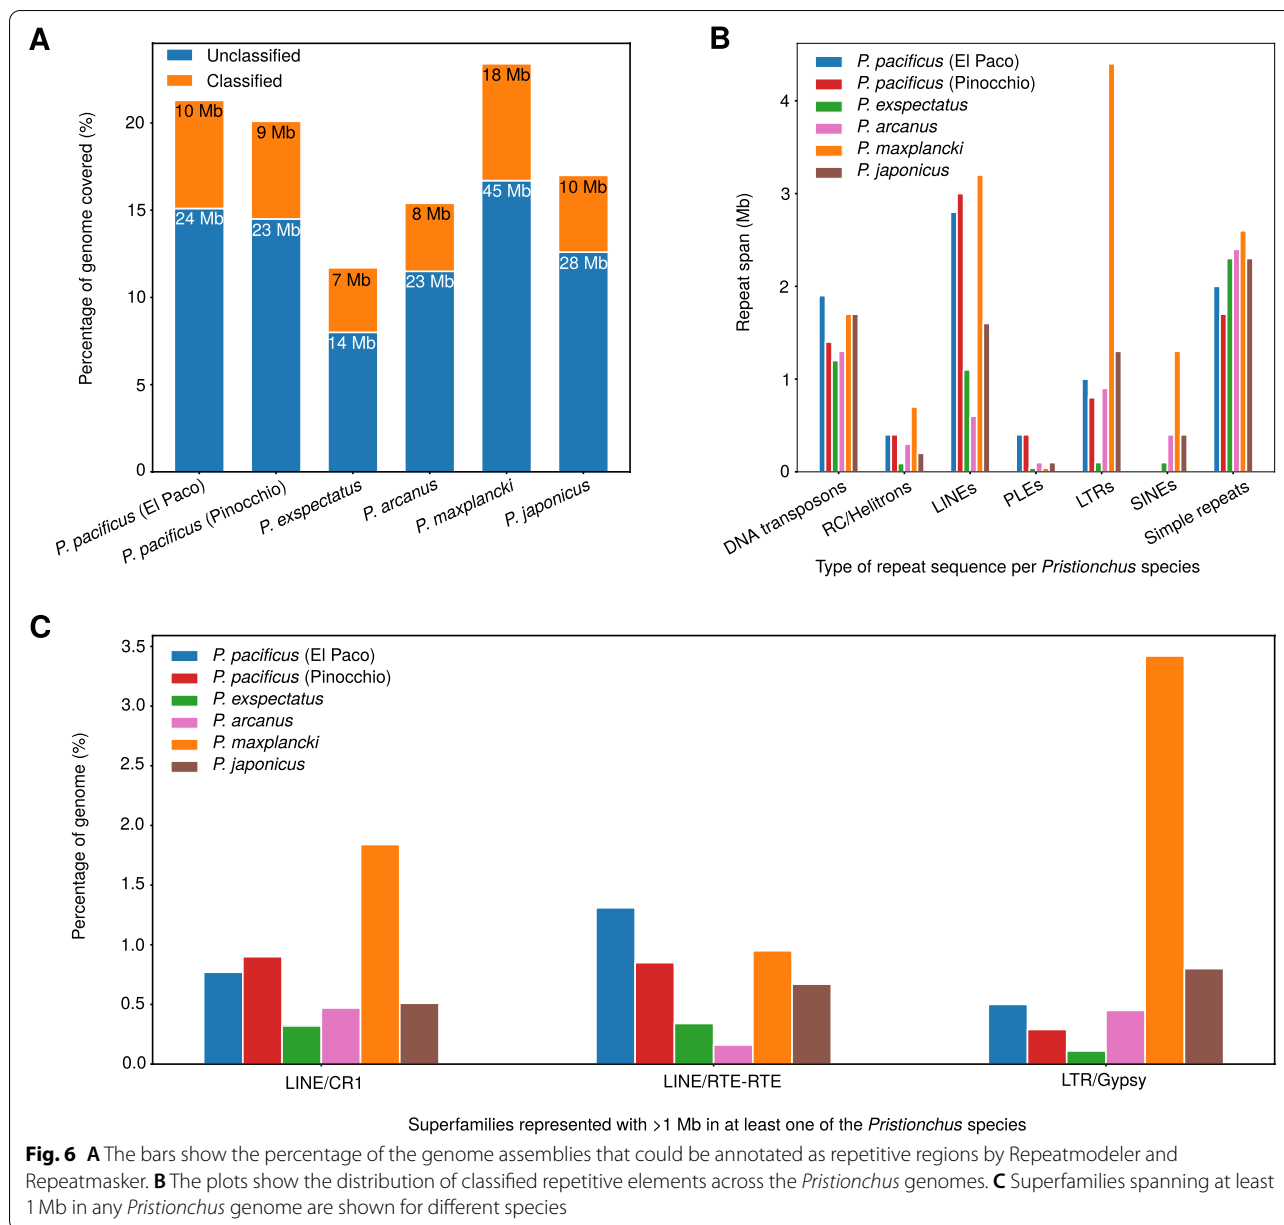 A
Unclassified
Classified
Percentage of genome covered (%)
20
15
10
5
0
10 Mb
24 Mb
9 Mb
23 Mb
7 Mb
14 Mb
8 Mb
23 Mb
18 Mb
45 Mb
10 Mb
28 Mb
P. pacificus (El Paco)
P. pacificus (Pinocchio)
P. exspectatus
P. arcanus
P. maxplancki
P. japonicus
B
P. pacificus (El Paco)
P. pacificus (Pinocchio)
P. exspectatus
P. arcanus
P. maxplancki
P. japonicus
Repeat span (Mb)
4
3
2
1
0
DNA transposons
RC/Helitrons
LINEs
PLEs
LTRs
SINEs
Simple repeats
Type of repeat sequence per Pristionchus species
C
P. pacificus (El Paco)
P. pacificus (Pinocchio)
P. exspectatus
P. arcanus
P. maxplancki
P. japonicus
Percentage of genome (%)
3.5
3.0
2.5
2.0
1.5
1.0
0.5
0.0
LINE/CR1
LINE/RTE-RTE
LTR/Gypsy
Superfamilies represented with >1 Mb in at least one of the Pristionchus species
Fig. 6 A The bars show the percentage of the genome assemblies that could be annotated as repetitive regions by Repeatmodeler and
Repeatmasker. B The plots show the distribution of classified repetitive elements across the Pristionchus genomes. C Superfamilies spanning at least
1 Mb in any Pristionchus genome are shown for different species